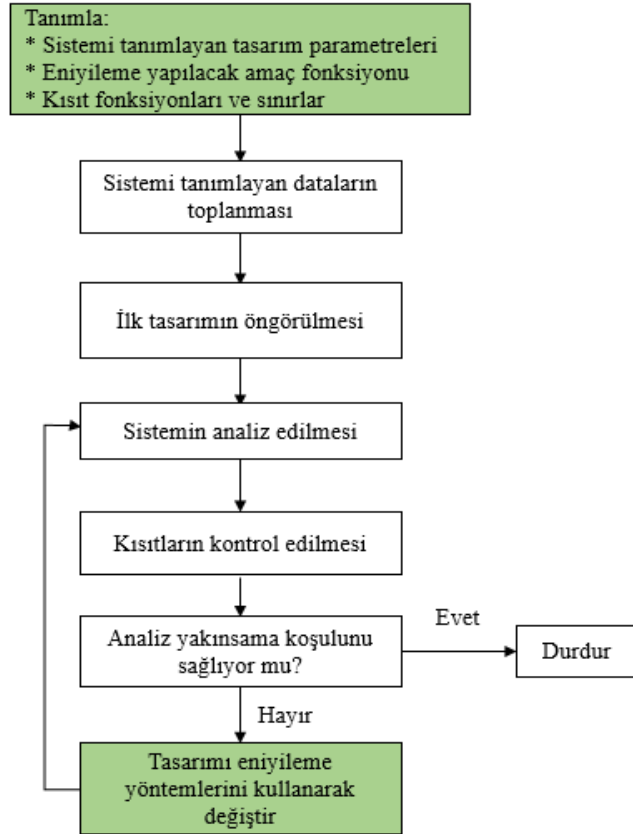 Tanımla:
* Sistemi tanımlayan tasarım parametreleri
* Eniyileme yapılacak amaç fonksiyonu
* Kısıt fonksiyonları ve sınırlar
Sistemi tanımlayan dataların
toplanması
İlk tasarımın öngörülmesi
Sistemin analiz edilmesi
Kısıtların kontrol edilmesi
Analiz yakınsama koşulunu
sağlıyor mu?
Evet
Durdur
Hayır
Tasarımı eniyileme
yöntemlerini kullanarak
değiştir